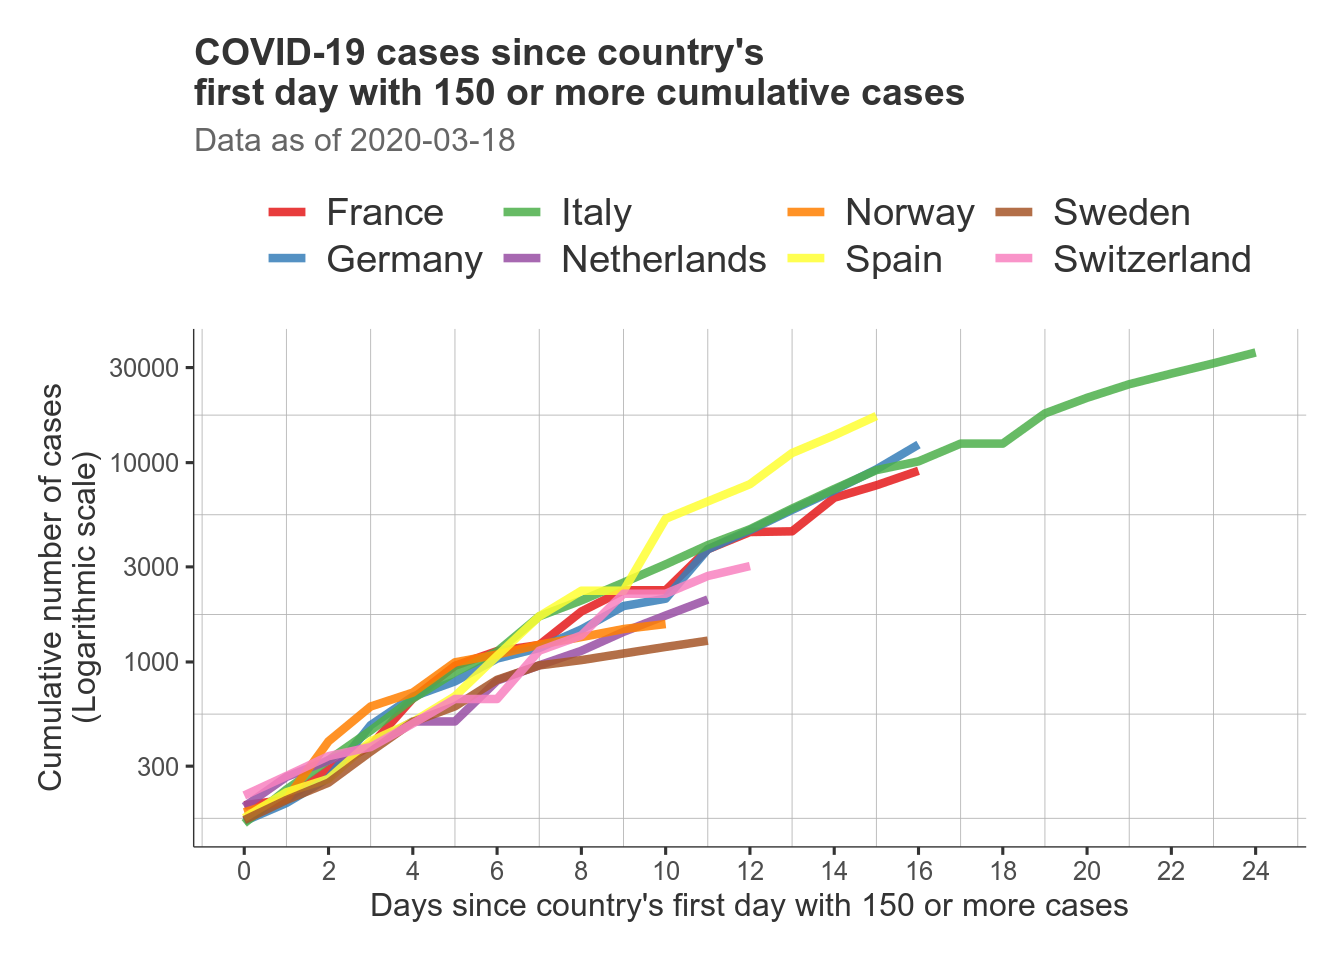 COVID-19 cases since country's
first day with 150 or more cumulative cases
Data as of 2020-03-18
France Italy Norway Sweden
Germany Netherlands Spain Switzerland
Cumulative number of cases
(Logarithmic scale)
30000
10000
3000
1000
300
0 2 4 6 8 10 12 14 16 18 20 22 24
Days since country's first day with 150 or more cases